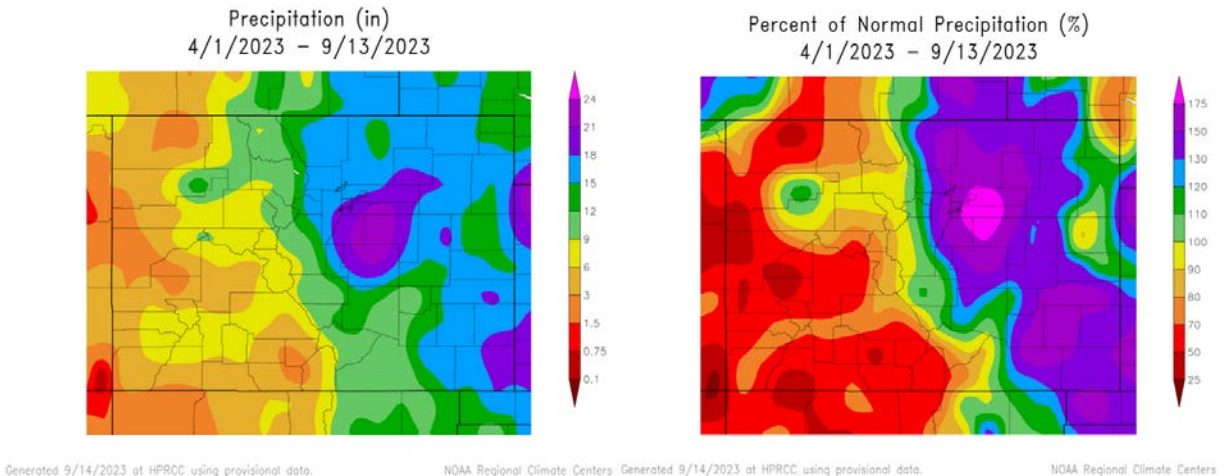 Precipitation (in)
4/1/2023 – 9/13/2023
24
21
18
15
12
9
6
3
1.5
0.75
0.1
Generated 9/14/2023 at HPRCC using provisional data.
NOAA Regional Climate Centers
Percent of Normal Precipitation (%)
4/1/2023 – 9/13/2023
175
150
130
120
110
100
90
80
70
50
25
Generated 9/14/2023 at HPRCC using provisional data.
NOAA Regional Climate Centers